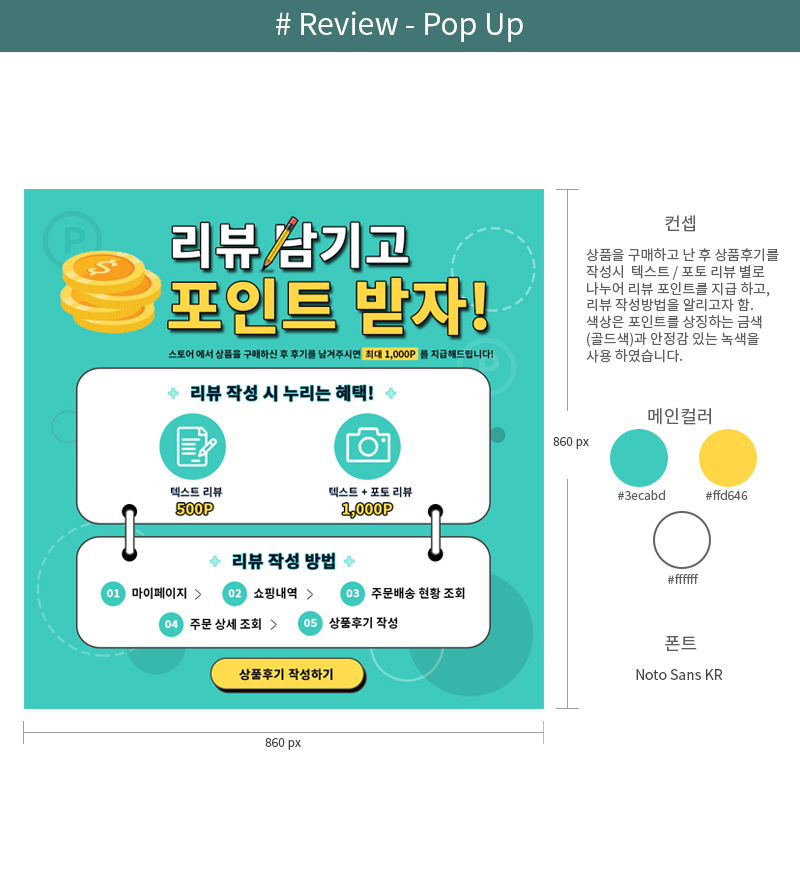 # Review - Pop Up
P
리뷰 남기고
포인트 받자!
스토어 에서 상품을 구매하신 후 후기를 남겨주시면 최대 1,000P 를 지급해드립니다!
P
리뷰 작성 시 누리는 혜택!
텍스트 리뷰
500P
텍스트 + 포토 리뷰
1,000P
리뷰 작성 방법
01 마이페이지 >
02 쇼핑내역 >
03 주문배송 현황 조회
04 주문 상세 조회 >
05 상품후기 작성
상품후기 작성하기
860 px
860 px
컨셉
상품을 구매하고 난 후 상품후기를
작성시 텍스트 / 포토 리뷰 별로
나누어 리뷰 포인트를 지급 하고,
리뷰 작성방법을 알리고자 함.
색상은 포인트를 상징하는 금색
(골드색)과 안정감 있는 녹색을
사용 하였습니다.
메인컬러
#3ecabd
#ffd646
#ffffff
폰트
Noto Sans KR